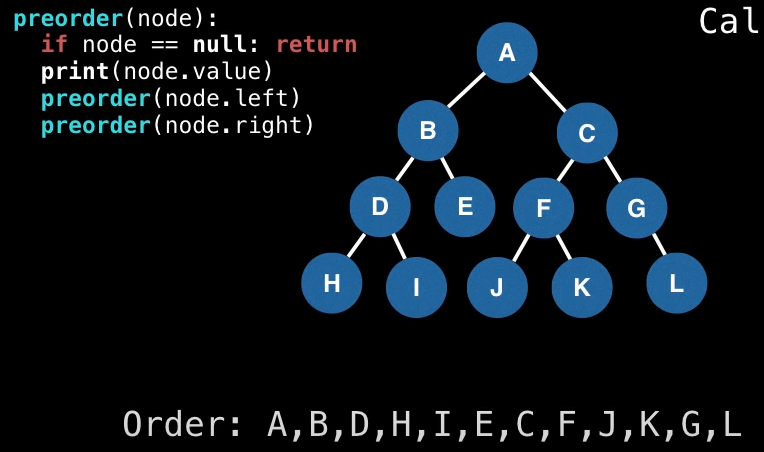 preorder(node):
if node == null: return
print(node.value)
preorder(node.left)
preorder(node.right)
Cal
A
B
C
D
E
F
G
H
I
J
K
L
Order: A,B,D,H,I,E,C,F,J,K,G,L